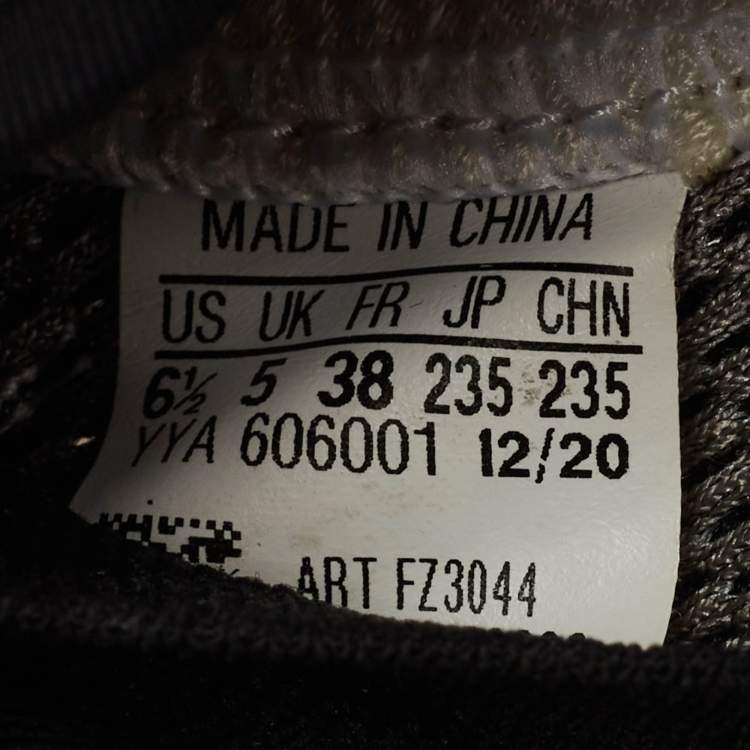 MADE IN CHINA
US UK FR JP CHN
6½ 5 38 235 235
YYA 606001 12/20
ART FZ3044